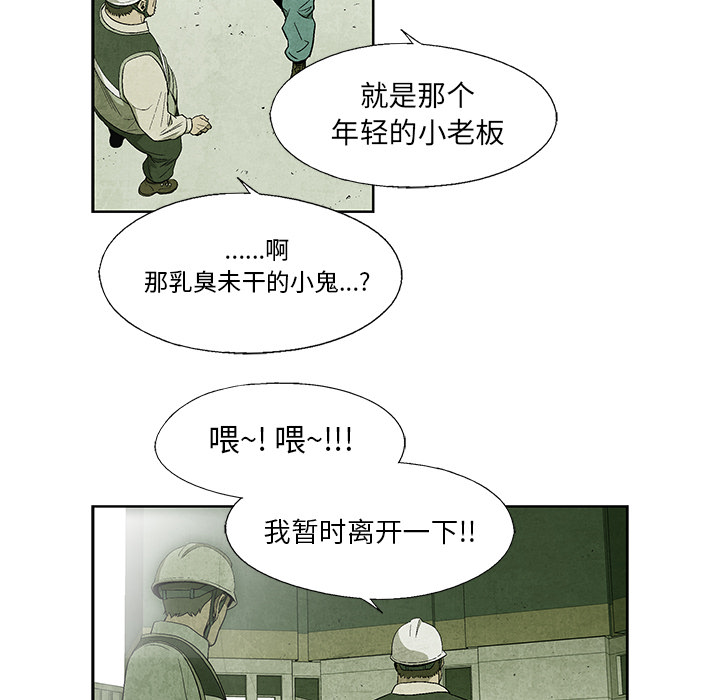 就是那个
年轻的小老板
......啊
那乳臭未干的小鬼...?
喂~! 喂~!!!
我暂时离开一下!!